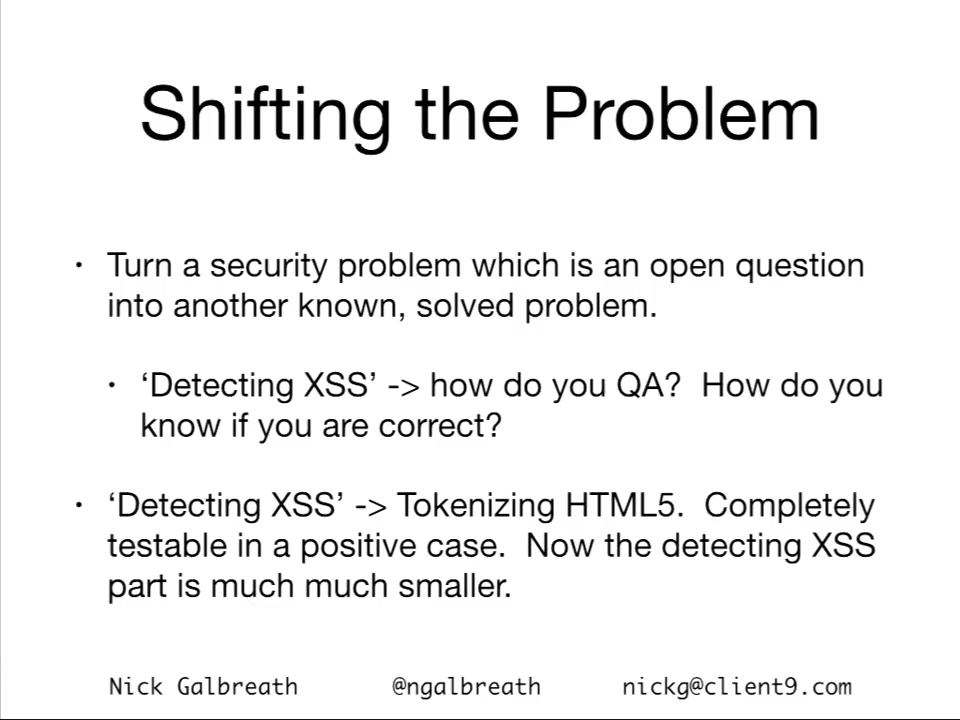 Shifting the Problem
• Turn a security problem which is an open question
into another known, solved problem.
• ‘Detecting XSS’ -> how do you QA?  How do you
know if you are correct?
• ‘Detecting XSS’ -> Tokenizing HTML5.  Completely
testable in a positive case.  Now the detecting XSS
part is much much smaller.
Nick Galbreath @ngalbreath nickg@client9.com